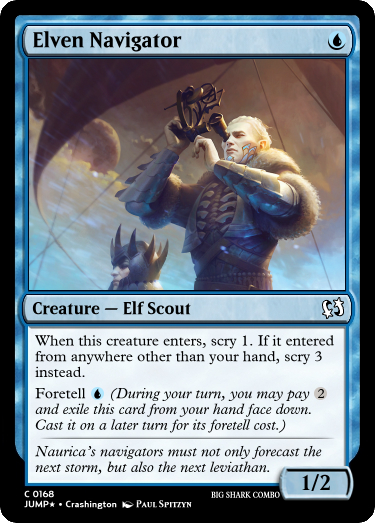 Elven Navigator
Creature — Elf Scout
When this creature enters, scry 1. If it entered
from anywhere other than your hand, scry 3
instead.
Foretell (During your turn, you may pay 2
and exile this card from your hand face down.
Cast it on a later turn for its foretell cost.)
Naurica's navigators must not only forecast the
next storm, but also the next leviathan.
1/2
C 0168
JUMP★ • Crashington ▸ Paul Spitzyn
BIG SHARK COMBO